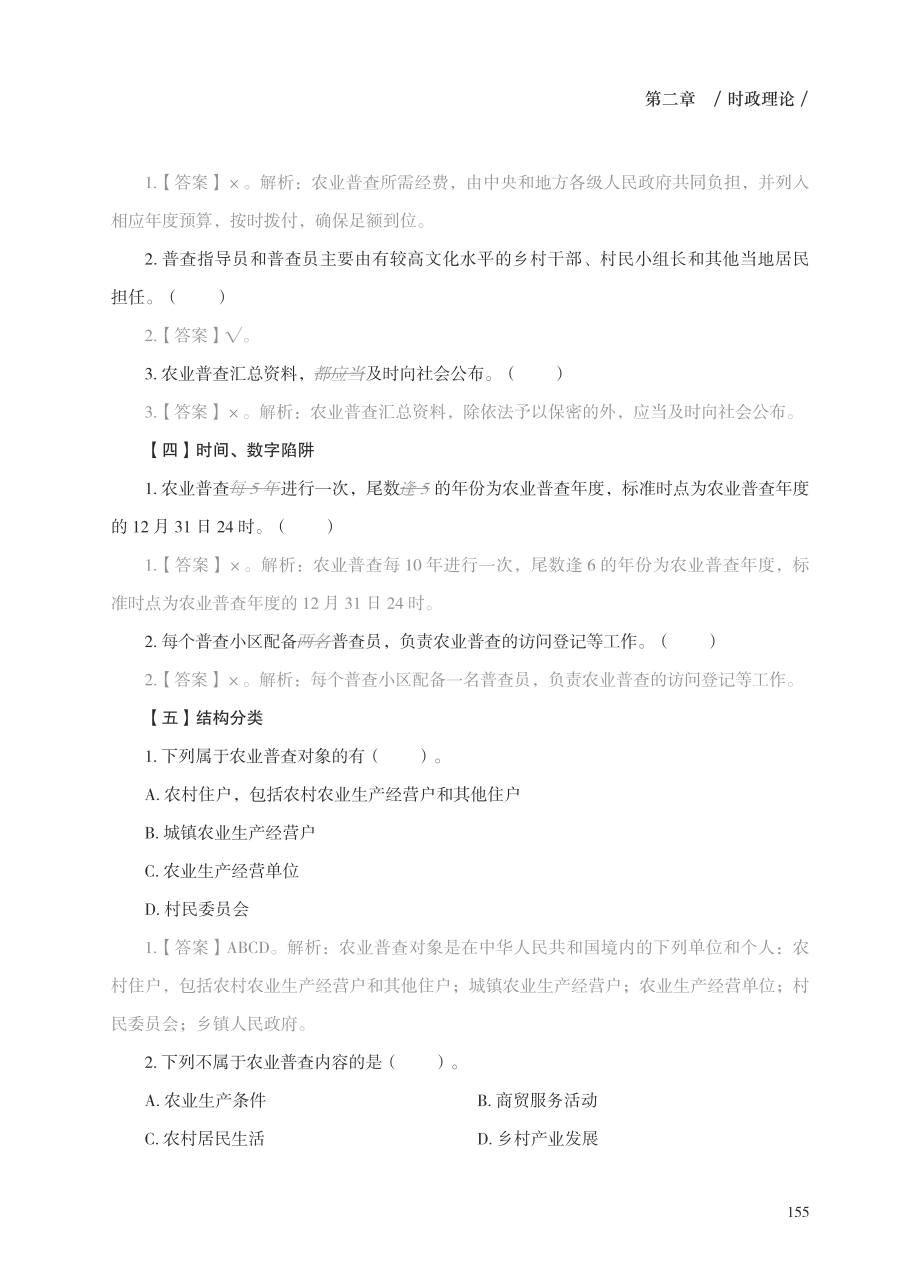 第二章 / 时政理论 /
1.【答案】×。解析：农业普查所需经费，由中央和地方各级人民政府共同负担，并列入
相应年度预算，按时拨付，确保足额到位。
2. 普查指导员和普查员主要由有较高文化水平的乡村干部、村民小组长和其他当地居民
担任。（　　）
2.【答案】√。
3. 农业普查汇总资料，都应当及时向社会公布。（　　）
3.【答案】×。解析：农业普查汇总资料，除依法予以保密的外，应当及时向社会公布。
【四】时间、数字陷阱
1. 农业普查每 5 年进行一次，尾数逢 5 的年份为农业普查年度，标准时点为农业普查年度
的 12 月 31 日 24 时。（　　）
1.【答案】×。解析：农业普查每 10 年进行一次，尾数逢 6 的年份为农业普查年度，标
准时点为农业普查年度的 12 月 31 日 24 时。
2. 每个普查小区配备两名普查员，负责农业普查的访问登记等工作。（　　）
2.【答案】×。解析：每个普查小区配备一名普查员，负责农业普查的访问登记等工作。
【五】结构分类
1. 下列属于农业普查对象的有（　　）。
A. 农村住户，包括农村农业生产经营户和其他住户
B. 城镇农业生产经营户
C. 农业生产经营单位
D. 村民委员会
1.【答案】ABCD。解析：农业普查对象是在中华人民共和国境内的下列单位和个人：农
村住户，包括农村农业生产经营户和其他住户；城镇农业生产经营户；农业生产经营单位；村
民委员会；乡镇人民政府。
2. 下列不属于农业普查内容的是（　　）。
A. 农业生产条件　　B. 商贸服务活动
C. 农村居民生活　　D. 乡村产业发展
155